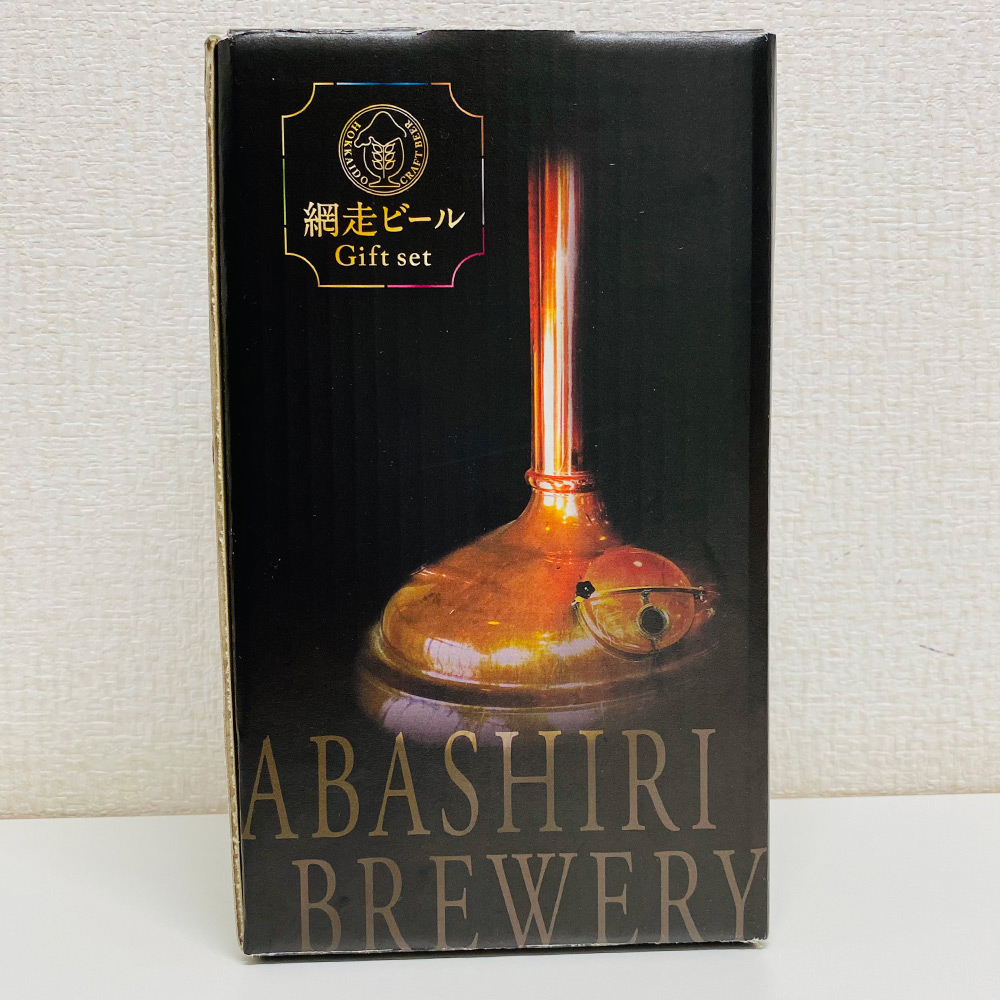 HOKKAIDO CRAFT BEER
網走ビール
Gift set
ABASHIRI
BREWERY